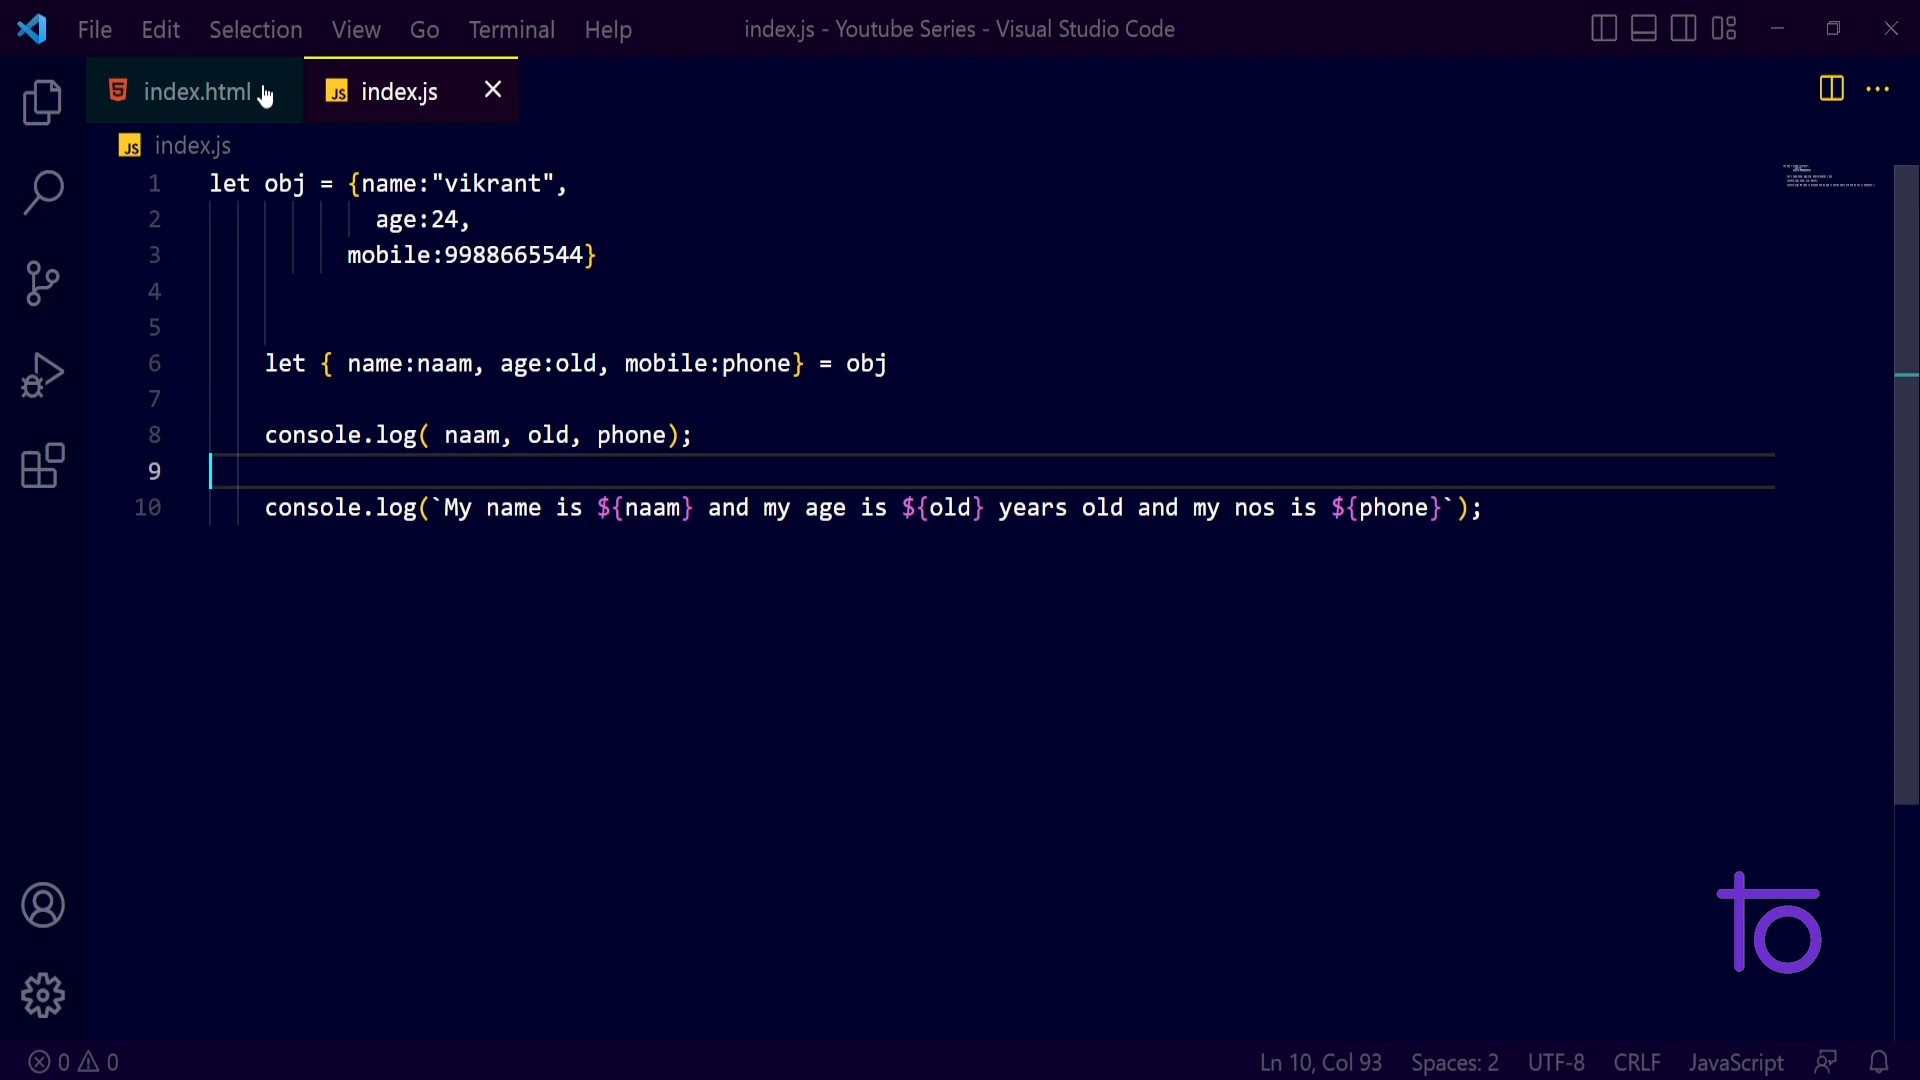 File Edit Selection View Go Terminal Help index.js - Youtube Series - Visual Studio Code
index.html index.js
index.js
1 let obj = {name:"vikrant",
2 age:24,
3 mobile:9988665544}
4
5
6 let { name:naam, age:old, mobile:phone} = obj
7
8 console.log( naam, old, phone);
9
10 console.log(`My name is ${naam} and my age is ${old} years old and my nos is ${phone}`);
to
0 0 Ln 10, Col 93 Spaces: 2 UTF-8 CRLF JavaScript